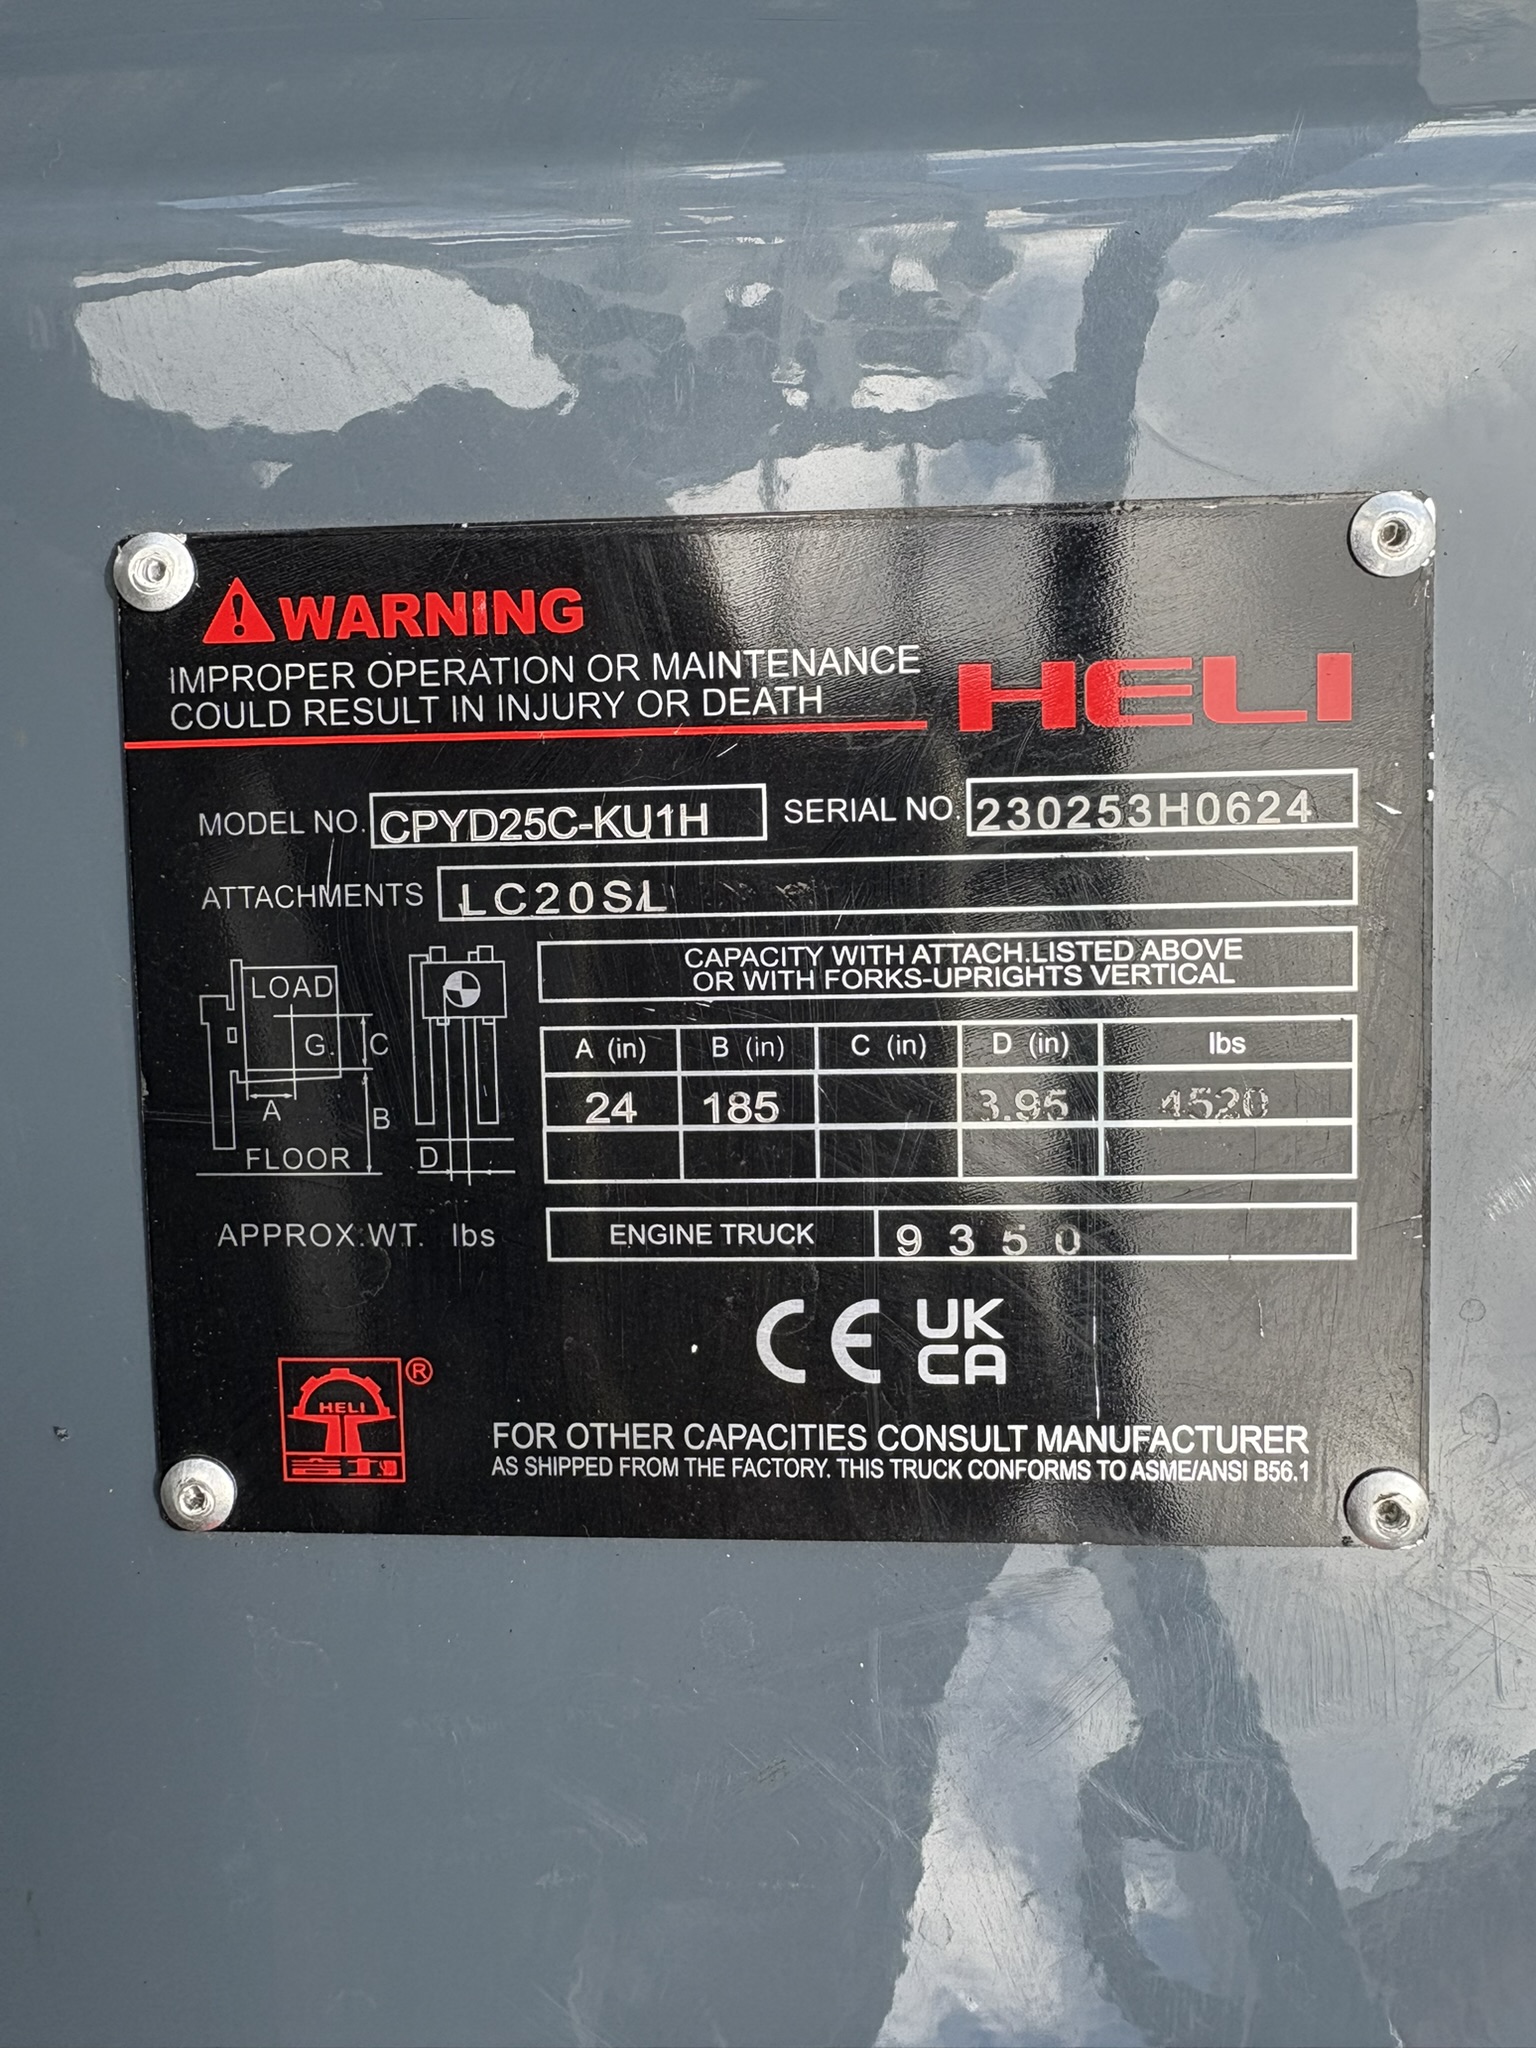 WARNING
IMPROPER OPERATION OR MAINTENANCE
COULD RESULT IN INJURY OR DEATH
HELI
MODEL NO. CPYD25C-KU1H SERIAL NO. 230253H0624
ATTACHMENTS LC20SL
CAPACITY WITH ATTACH.LISTED ABOVE
OR WITH FORKS-UPRIGHTS VERTICAL
LOAD
G.
C
A
B
FLOOR
D
A (in) B (in) C (in) D (in) lbs
24 185 3.95 4520
APPROX.WT. lbs ENGINE TRUCK 9350
CE UK
CA
HELI ®
合力
FOR OTHER CAPACITIES CONSULT MANUFACTURER
AS SHIPPED FROM THE FACTORY. THIS TRUCK CONFORMS TO ASME/ANSI B56.1